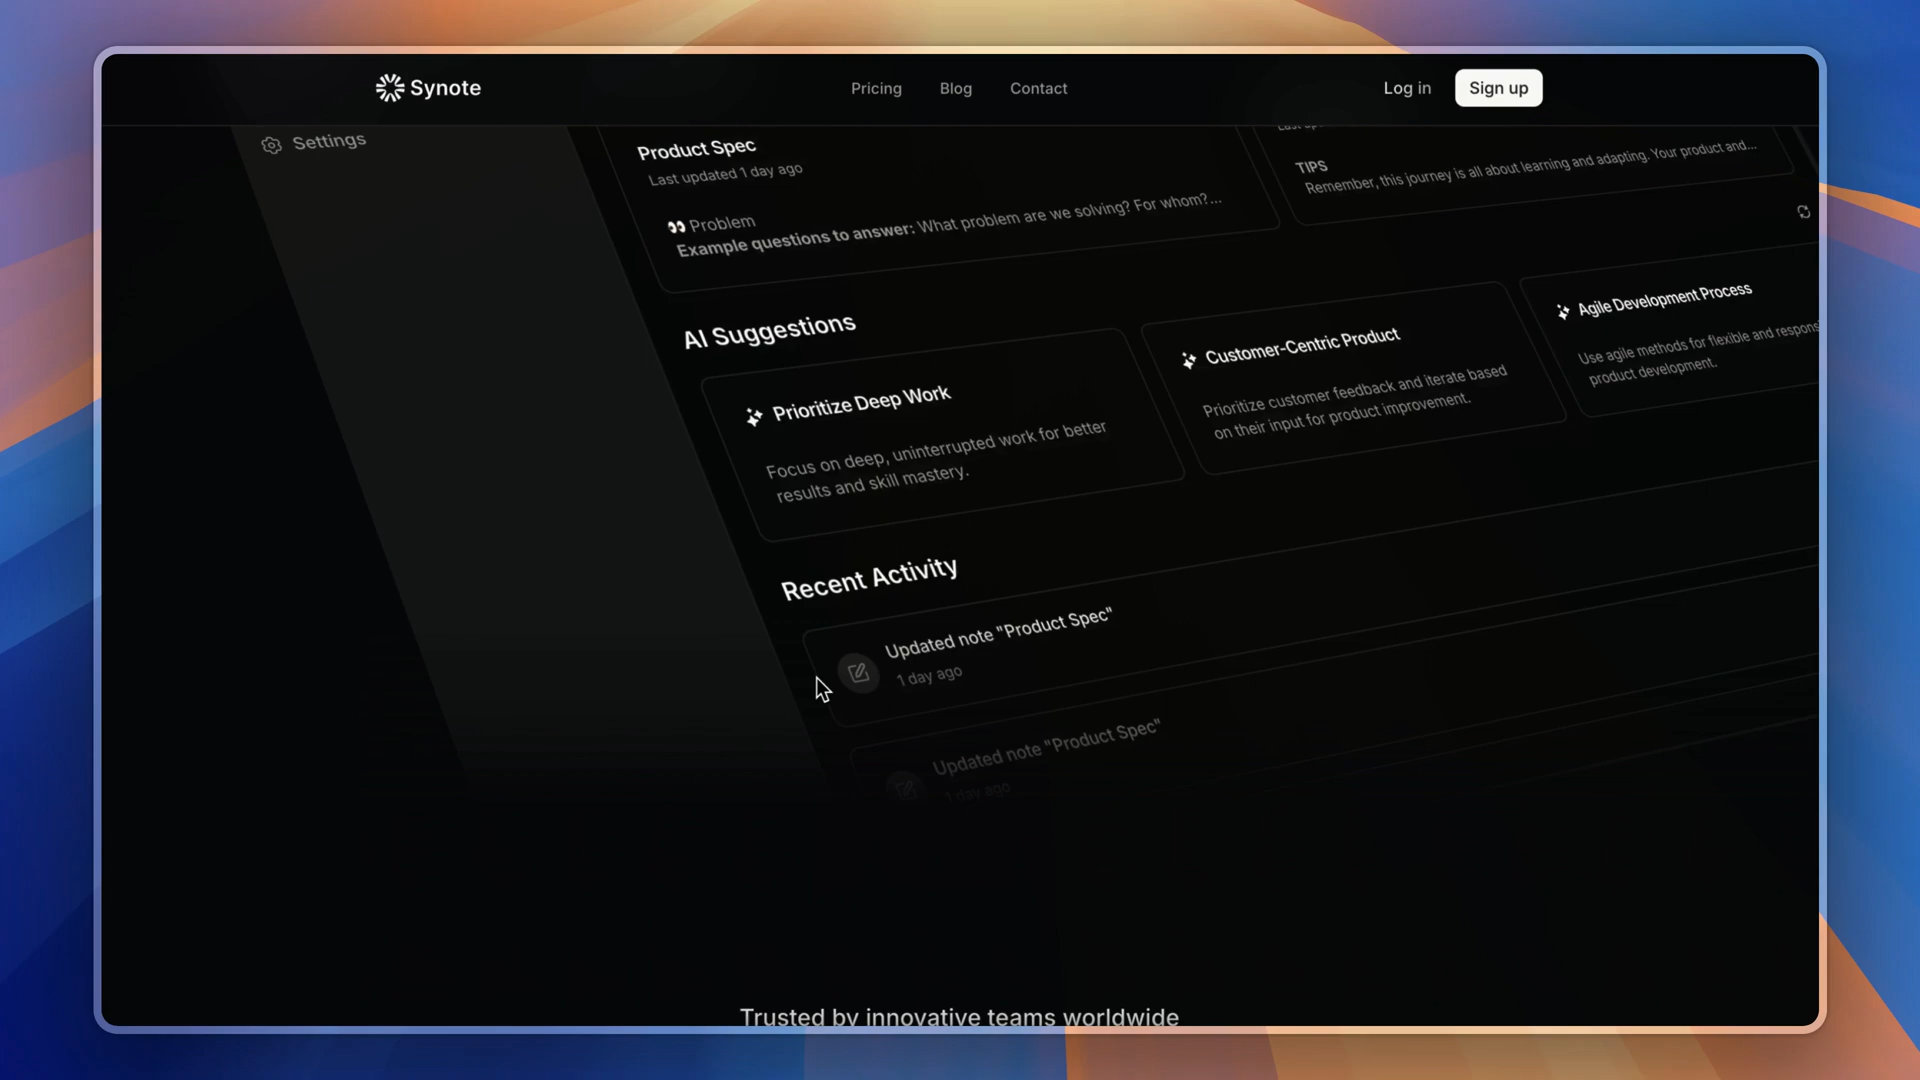 Synote
Pricing
Blog
Contact
Log in
Sign up
Settings
Product Spec
Last updated 1 day ago
👀 Problem
Example questions to answer: What problem are we solving? For whom?...
TIPS
Remember, this journey is all about learning and adapting. Your product and...
AI Suggestions
Prioritize Deep Work
Focus on deep, uninterrupted work for better
results and skill mastery.
Customer-Centric Product
Prioritize customer feedback and iterate based
on their input for product improvement.
Agile Development Process
Use agile methods for flexible and
product development.
Recent Activity
Updated note "Product Spec"
1 day ago
Updated note "Product Spec"
1 day ago
Trusted by innovative teams worldwide